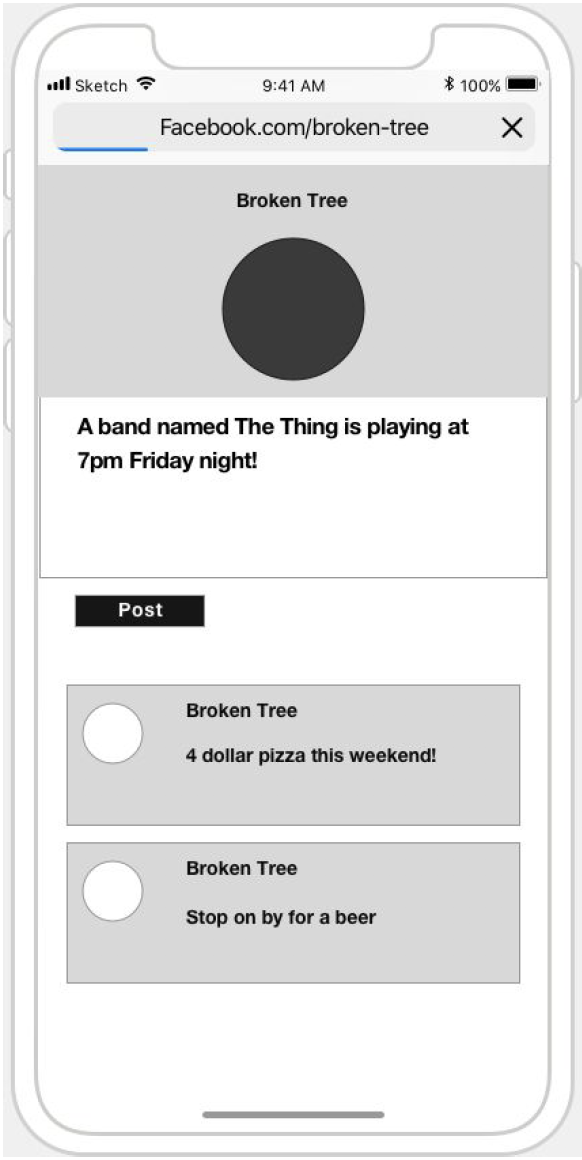 Sketch 9:41 AM 100%
Facebook.com/broken-tree
Broken Tree
A band named The Thing is playing at
7pm Friday night!
Post
Broken Tree
4 dollar pizza this weekend!
Broken Tree
Stop on by for a beer